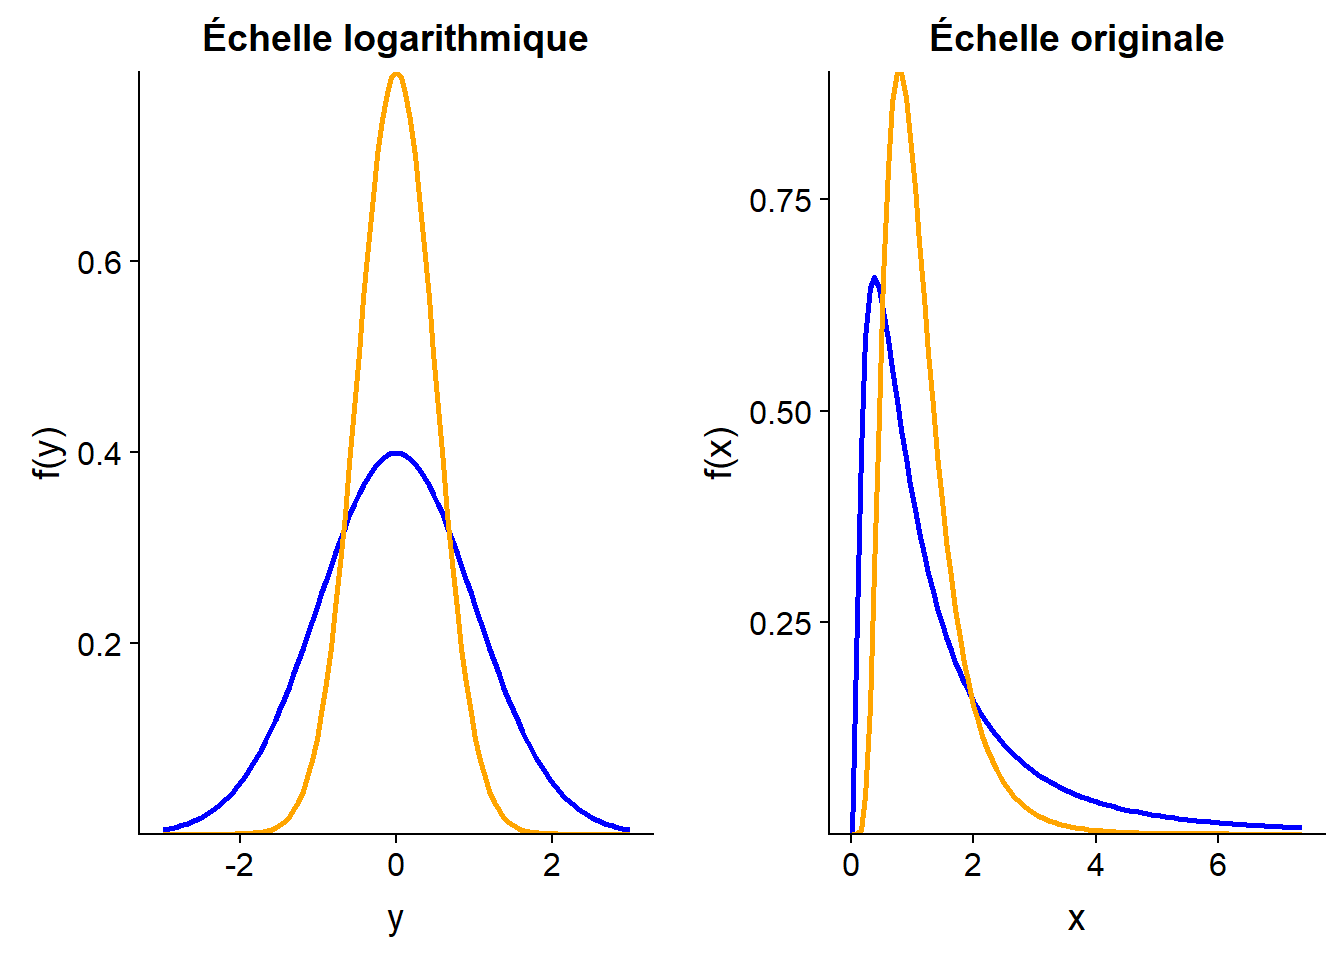 Échelle logarithmique
f(y)
0.6
0.4
0.2
-2 0 2
y
Échelle originale
f(x)
0.75
0.50
0.25
0 2 4 6
x